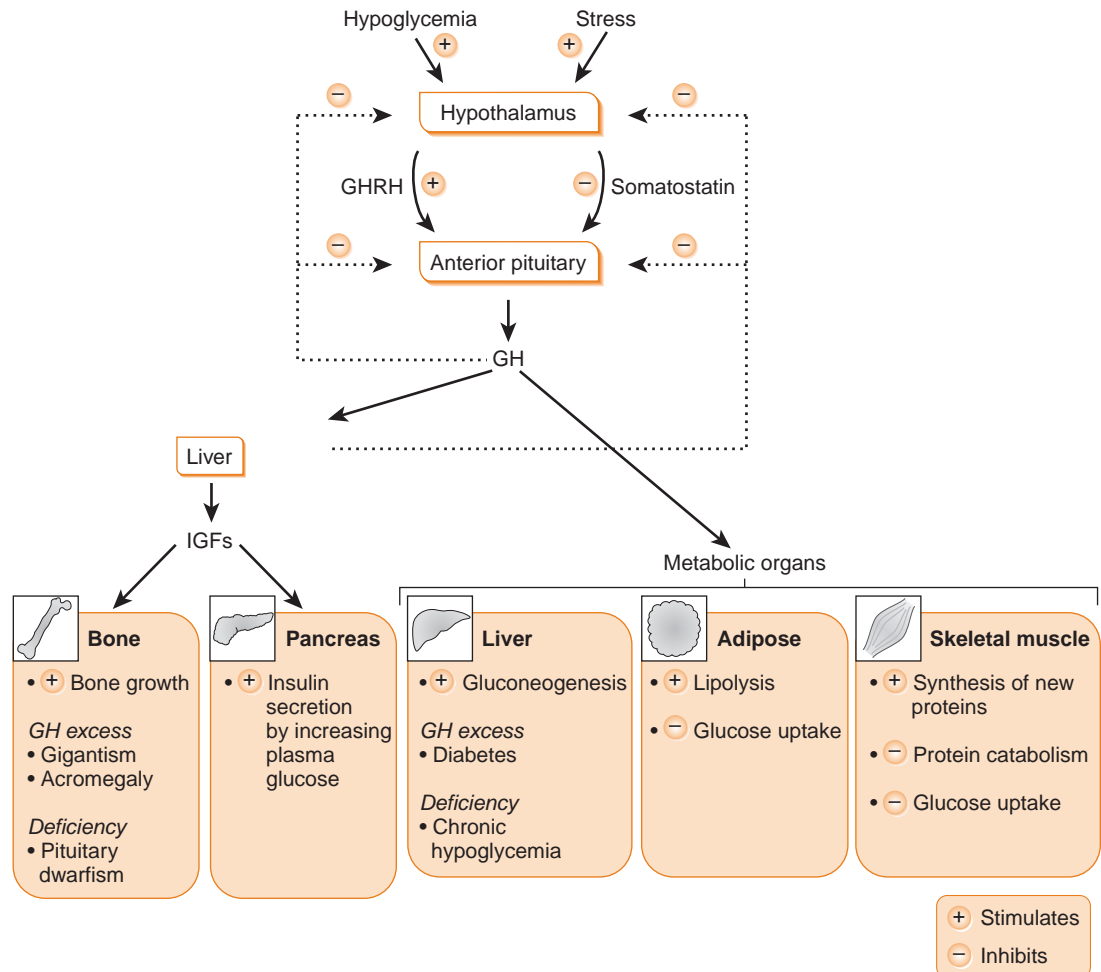 Hypoglycemia
Stress
+
+
−
−
Hypothalamus
GHRH
+
−
Somatostatin
−
−
Anterior pituitary
GH
Liver
IGFs
Metabolic organs
Bone
• + Bone growth
GH excess
• Gigantism
• Acromegaly
Deficiency
• Pituitary
dwarfism
Pancreas
• + Insulin
secretion
by increasing
plasma
glucose
Liver
• + Gluconeogenesis
GH excess
• Diabetes
Deficiency
• Chronic
hypoglycemia
Adipose
• + Lipolysis
• − Glucose uptake
Skeletal muscle
• + Synthesis of new
proteins
• − Protein catabolism
• − Glucose uptake
+ Stimulates
− Inhibits